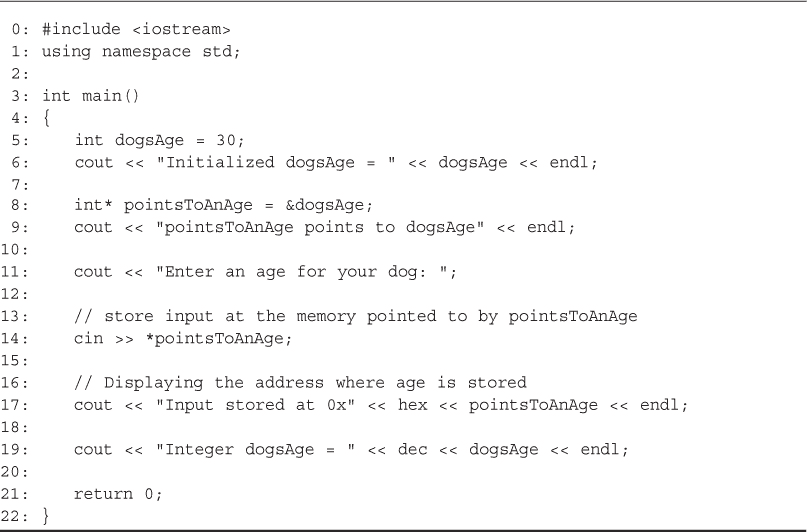 0: #include <iostream>
1: using namespace std;
2:
3: int main()
4: {
5:    int dogsAge = 30;
6:    cout << "Initialized dogsAge = " << dogsAge << endl;
7:
8:    int* pointsToAnAge = &dogsAge;
9:    cout << "pointsToAnAge points to dogsAge" << endl;
10:
11:    cout << "Enter an age for your dog: ";
12:
13:    // store input at the memory pointed to by pointsToAnAge
14:    cin >> *pointsToAnAge;
15:
16:    // Displaying the address where age is stored
17:    cout << "Input stored at 0x" << hex << pointsToAnAge << endl;
18:
19:    cout << "Integer dogsAge = " << dec << dogsAge << endl;
20:
21:    return 0;
22: }